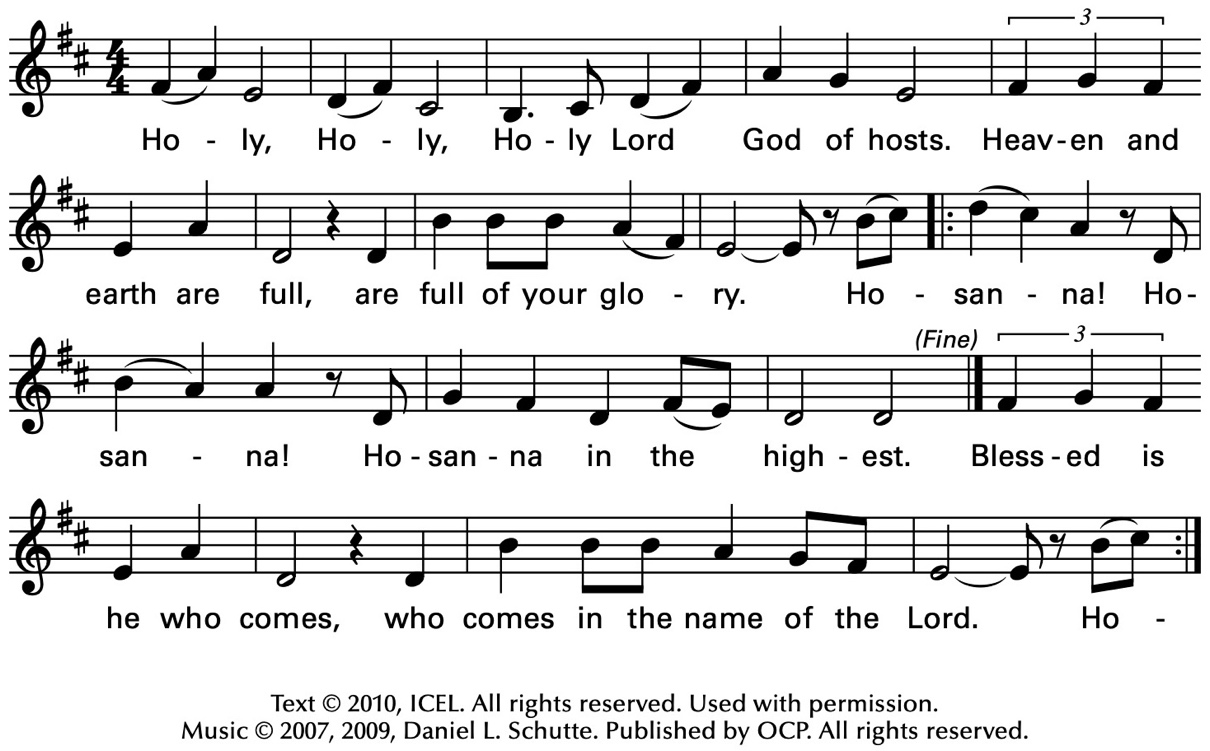 4 4 3
Ho - ly, Ho - ly, Ho - ly Lord God of hosts. Heav - en and
earth are full, are full of your glo - ry. Ho - san - na! Ho -
(Fine) 3
san - na! Ho - san - na in the high - est. Bless - ed is
he who comes, who comes in the name of the Lord. Ho -
Text © 2010, ICEL. All rights reserved. Used with permission.
Music © 2007, 2009, Daniel L. Schutte. Published by OCP. All rights reserved.